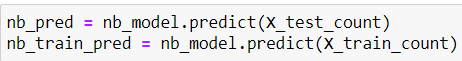 nb_pred = nb_model.predict(X_test_count)
nb_train_pred = nb_model.predict(X_train_count)